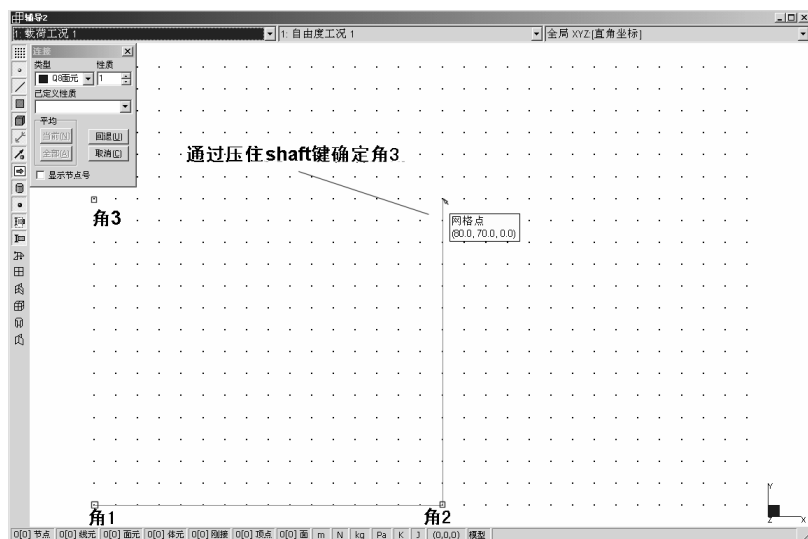 辅导2
1: 载荷工况 1
1: 自由度工况 1
全局 XYZ[直角坐标]
连接
类型 性质
Q8面元 1
已定义性质
平均
当前[N] 回退[U]
全部[A] 取消[C]
显示节点号
通过压住shaft键确定角3
角3
网格点
(80.0, 70.0, 0.0)
角1
角2
Y
Z X
0[0] 节点 0[0] 线元 0[0] 面元 0[0] 体元 0[0] 刚接 0[0] 顶点 0[0] 面 m N kg Pa K J (0,0,0) 模型